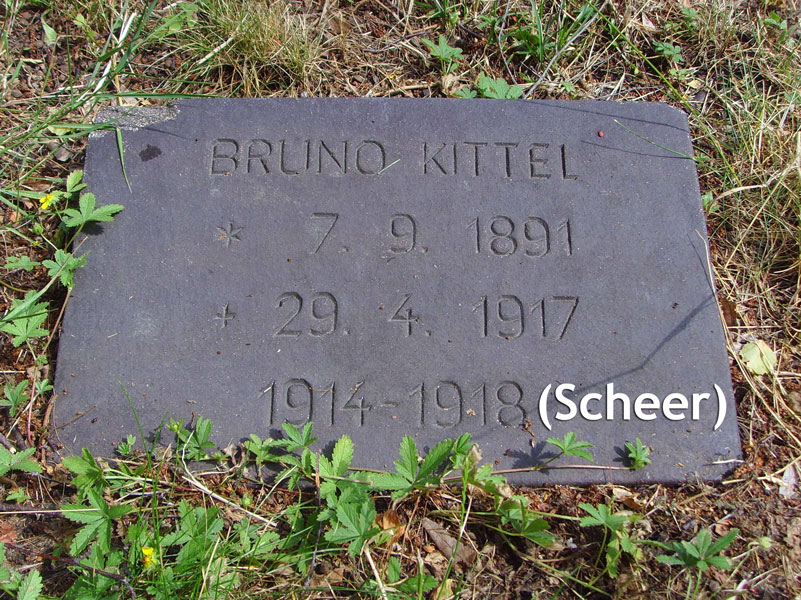 BRUNO KITTEL
* 7. 9. 1891
+ 29. 4. 1917
1914-1918 (Scheer)